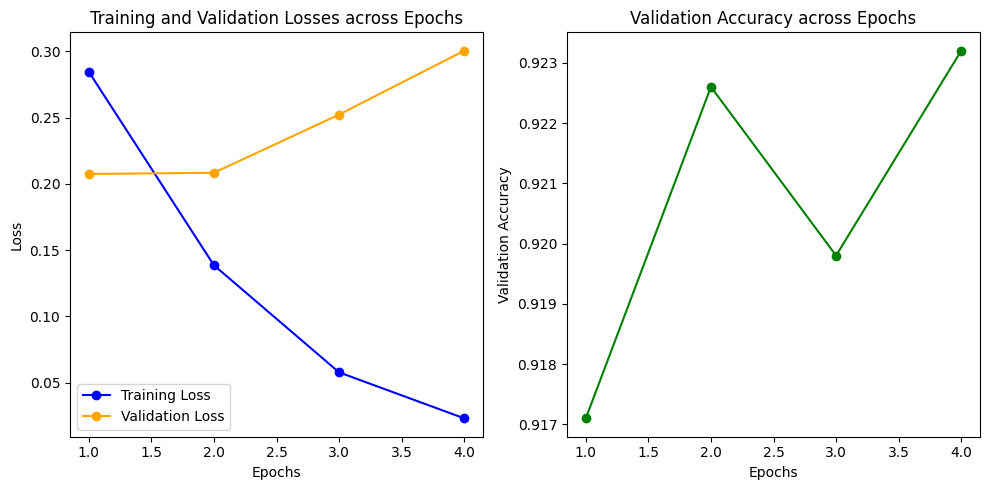 Training and Validation Losses across Epochs
0.30
0.25
0.20
0.15
0.10
0.05
Loss
Training Loss
Validation Loss
1.0 1.5 2.0 2.5 3.0 3.5 4.0
Epochs
Validation Accuracy across Epochs
0.923
0.922
0.921
0.920
0.919
0.918
0.917
Validation Accuracy
1.0 1.5 2.0 2.5 3.0 3.5 4.0
Epochs